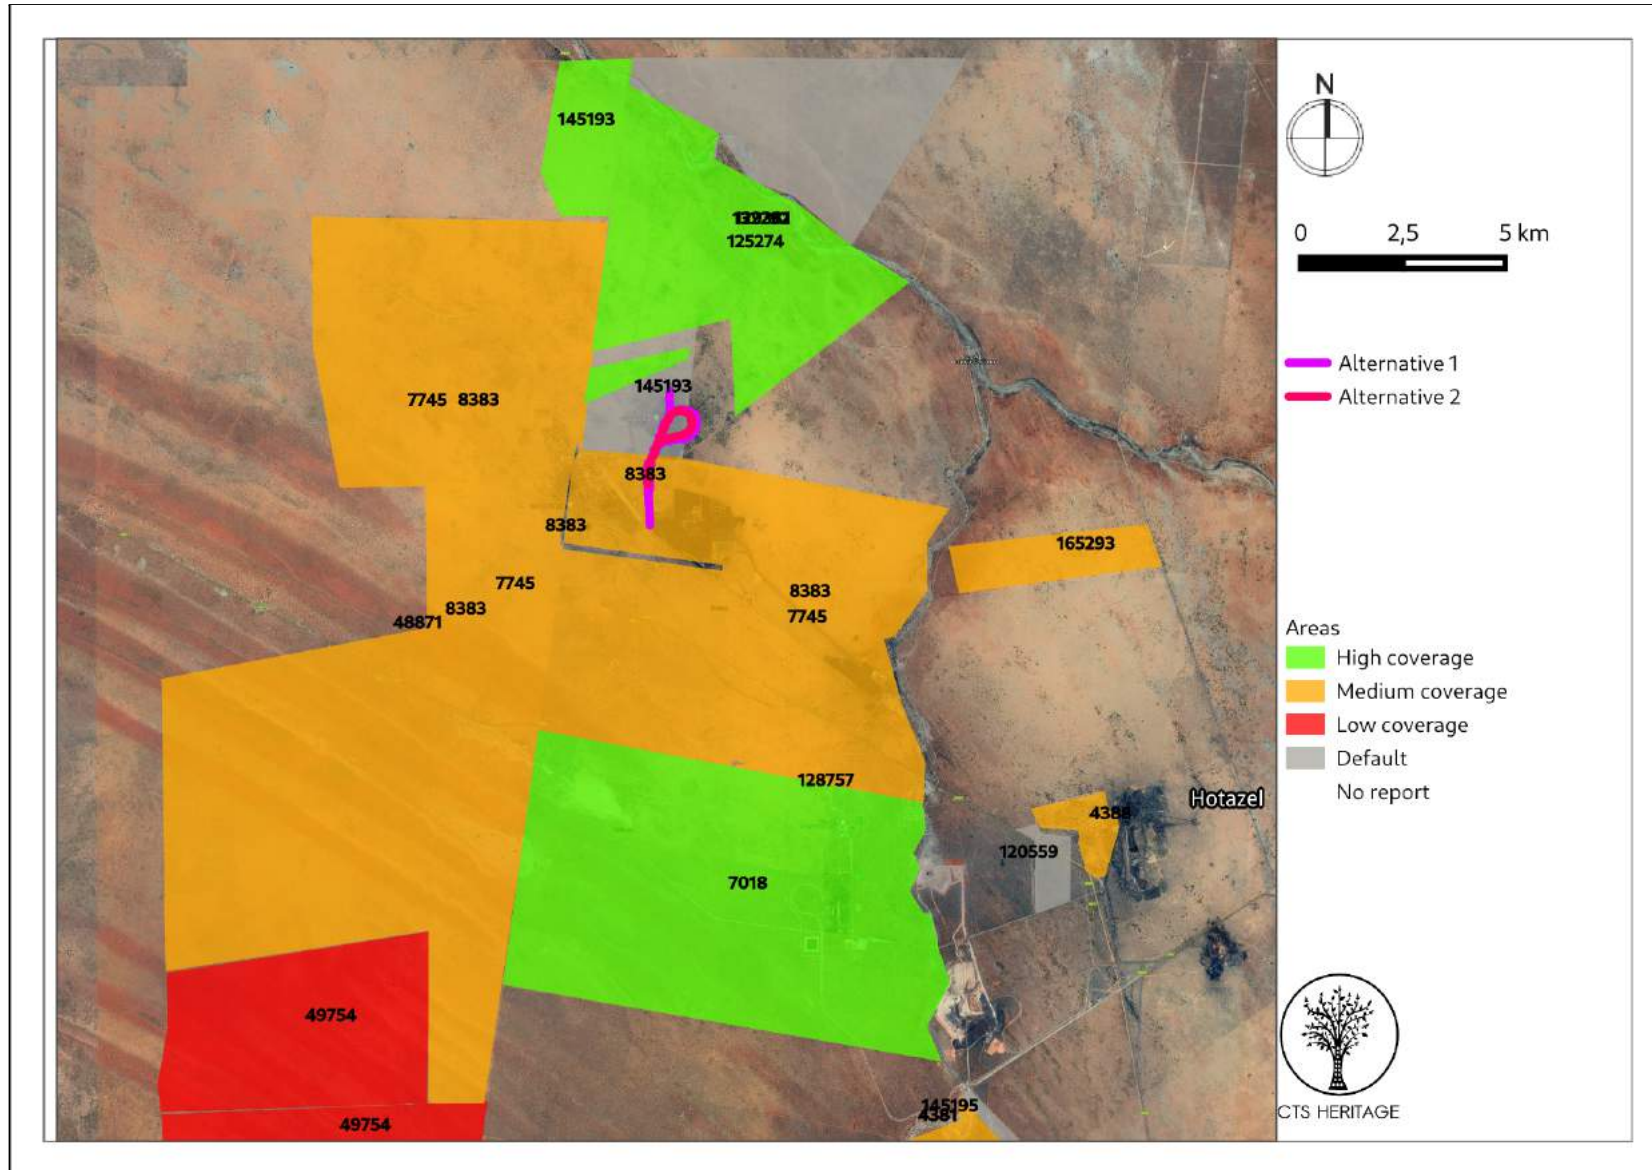 145193
125274
7745 8383
145193
8383
8383
165293
7745
8383
7745
8383
48871
128757
7018
4388
120559
Hotazel
49754
145195
4381
49754
N
0 2,5 5 km
Alternative 1
Alternative 2
Areas
High coverage
Medium coverage
Low coverage
Default
No report
CTS HERITAGE